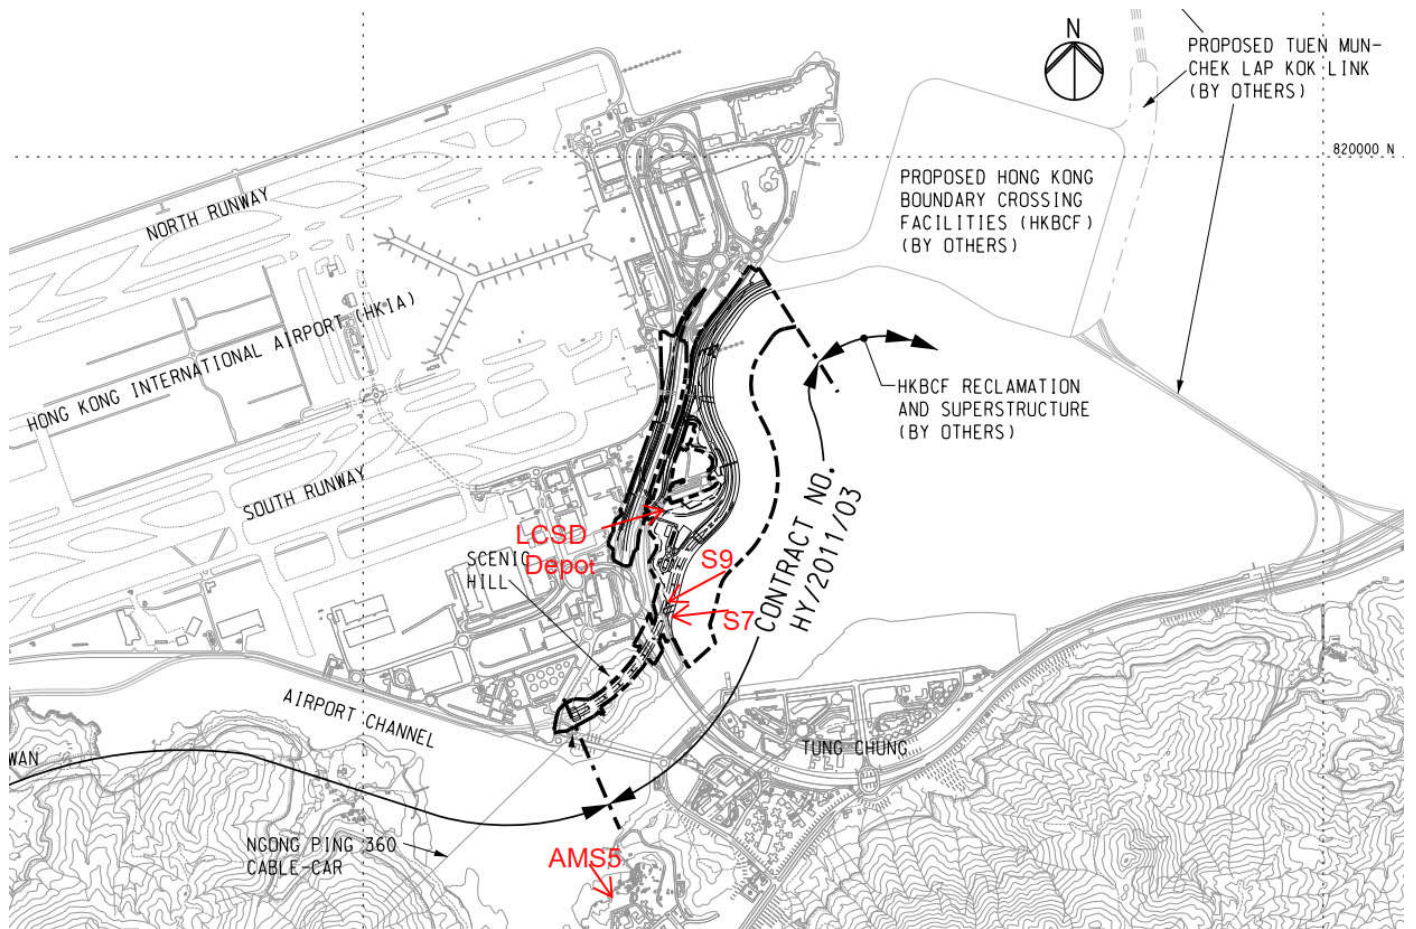 N
PROPOSED TUEN MUN-
CHEK LAP KOK LINK
(BY OTHERS)
820000 N
PROPOSED HONG KONG
BOUNDARY CROSSING
FACILITIES (HKBCF)
(BY OTHERS)
NORTH RUNWAY
HONG KONG INTERNATIONAL AIRPORT (HKIA)
HKBCF RECLAMATION
AND SUPERSTRUCTURE
(BY OTHERS)
SOUTH RUNWAY
CONTRACT NO.
HY/2011/03
LCSD
Depot
SCENIC
HILL
S9
S7
AIRPORT CHANNEL
WAN
TUNG CHUNG
NGONG PING 360
CABLE-CAR
AMS5